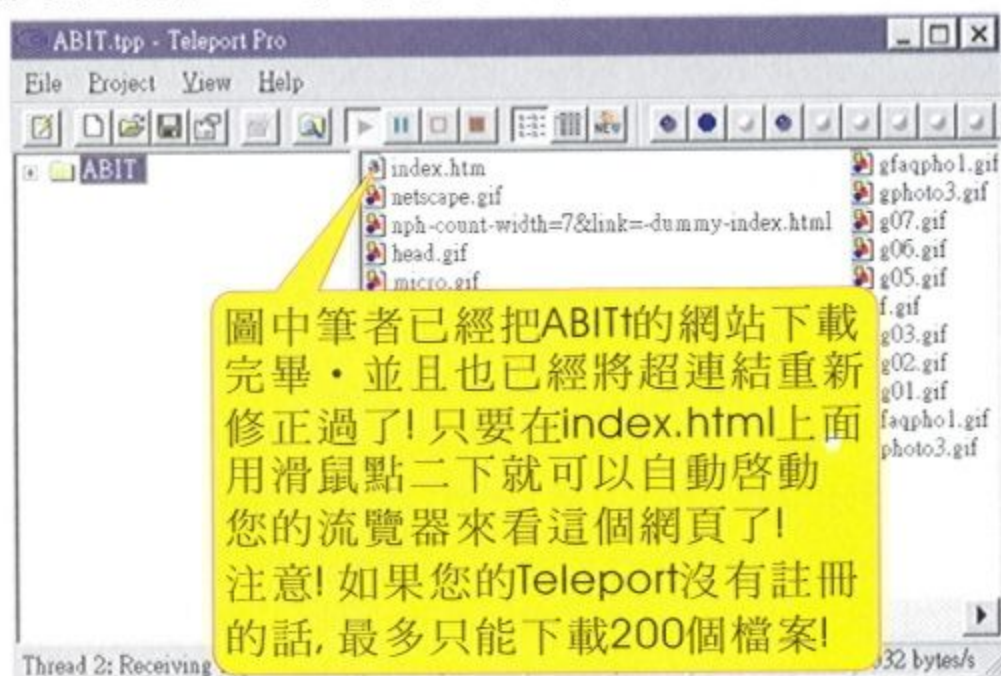 ABIT.tpp - Teleport Pro
File Project View Help
ABIT
index.htm
netscape.gif
nph-count-width=7&link=-dummy-index.html
head.gif
micro.gif
gfaqpho1.gif
gphoto3.gif
g07.gif
g06.gif
g05.gif
f.gif
g03.gif
g02.gif
g01.gif
faqpho1.gif
photo3.gif
圖中筆者已經把ABITt的網站下載
完畢・並且也已經將超連結重新
修正過了! 只要在index.html上面
用滑鼠點二下就可以自動啓動
您的流覽器來看這個網頁了!
注意! 如果您的Teleport沒有註冊
的話, 最多只能下載200個檔案!
Thread 2: Receiving
032 bytes/s